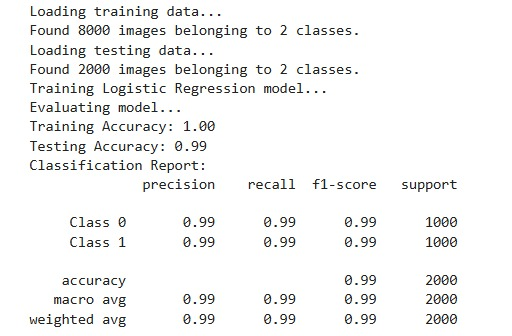 Loading training data...
Found 8000 images belonging to 2 classes.
Loading testing data...
Found 2000 images belonging to 2 classes.
Training Logistic Regression model...
Evaluating model...
Training Accuracy: 1.00
Testing Accuracy: 0.99
Classification Report:
precision recall f1-score support
Class 0 0.99 0.99 0.99 1000
Class 1 0.99 0.99 0.99 1000
accuracy 0.99 2000
macro avg 0.99 0.99 0.99 2000
weighted avg 0.99 0.99 0.99 2000